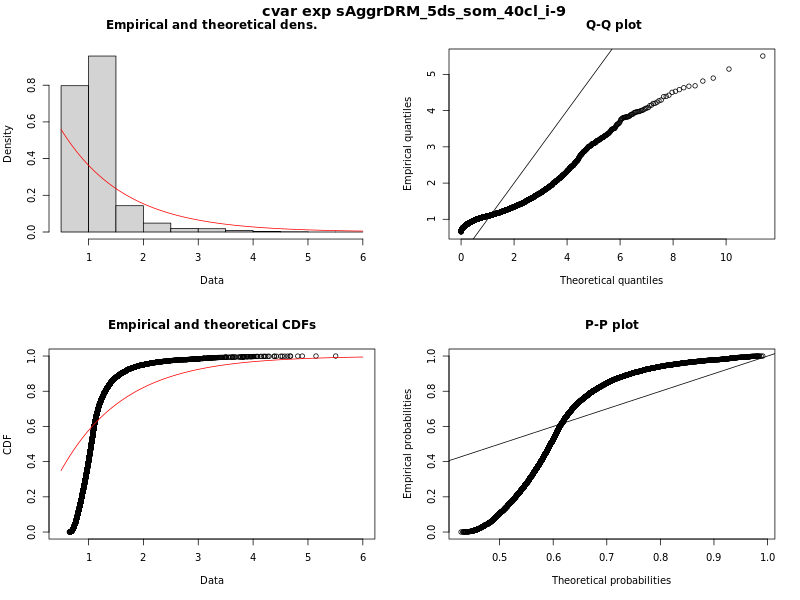 cvar exp sAggrDRM_5ds_som_40cl_i-9
Empirical and theoretical dens.
Density
0.0 0.2 0.4 0.6 0.8
1 2 3 4 5 6
Data
Q-Q plot
Empirical quantiles
1 2 3 4 5
0 2 4 6 8 10
Theoretical quantiles
Empirical and theoretical CDFs
CDF
0.0 0.2 0.4 0.6 0.8 1.0
1 2 3 4 5 6
Data
P-P plot
Empirical probabilities
0.0 0.2 0.4 0.6 0.8 1.0
0.5 0.6 0.7 0.8 0.9 1.0
Theoretical probabilities